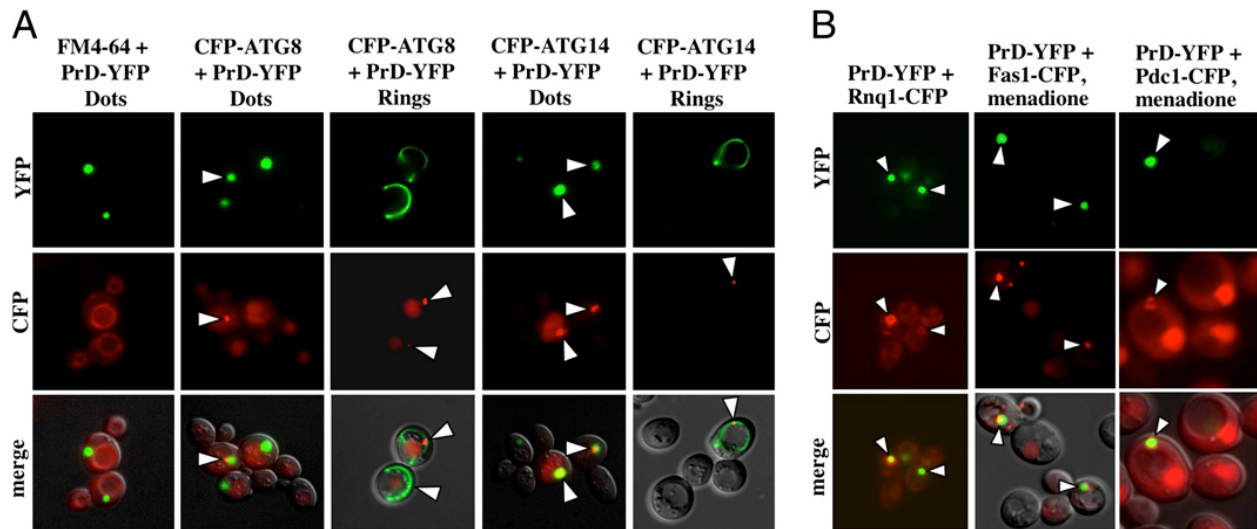 A
FM4-64 +
PrD-YFP
Dots
CFP-ATG8
+ PrD-YFP
Dots
CFP-ATG8
+ PrD-YFP
Rings
CFP-ATG14
+ PrD-YFP
Dots
CFP-ATG14
+ PrD-YFP
Rings
YFP
CFP
merge
B
PrD-YFP +
Rnq1-CFP
PrD-YFP +
Fas1-CFP,
menadione
PrD-YFP +
Pdc1-CFP,
menadione
YFP
CFP
merge